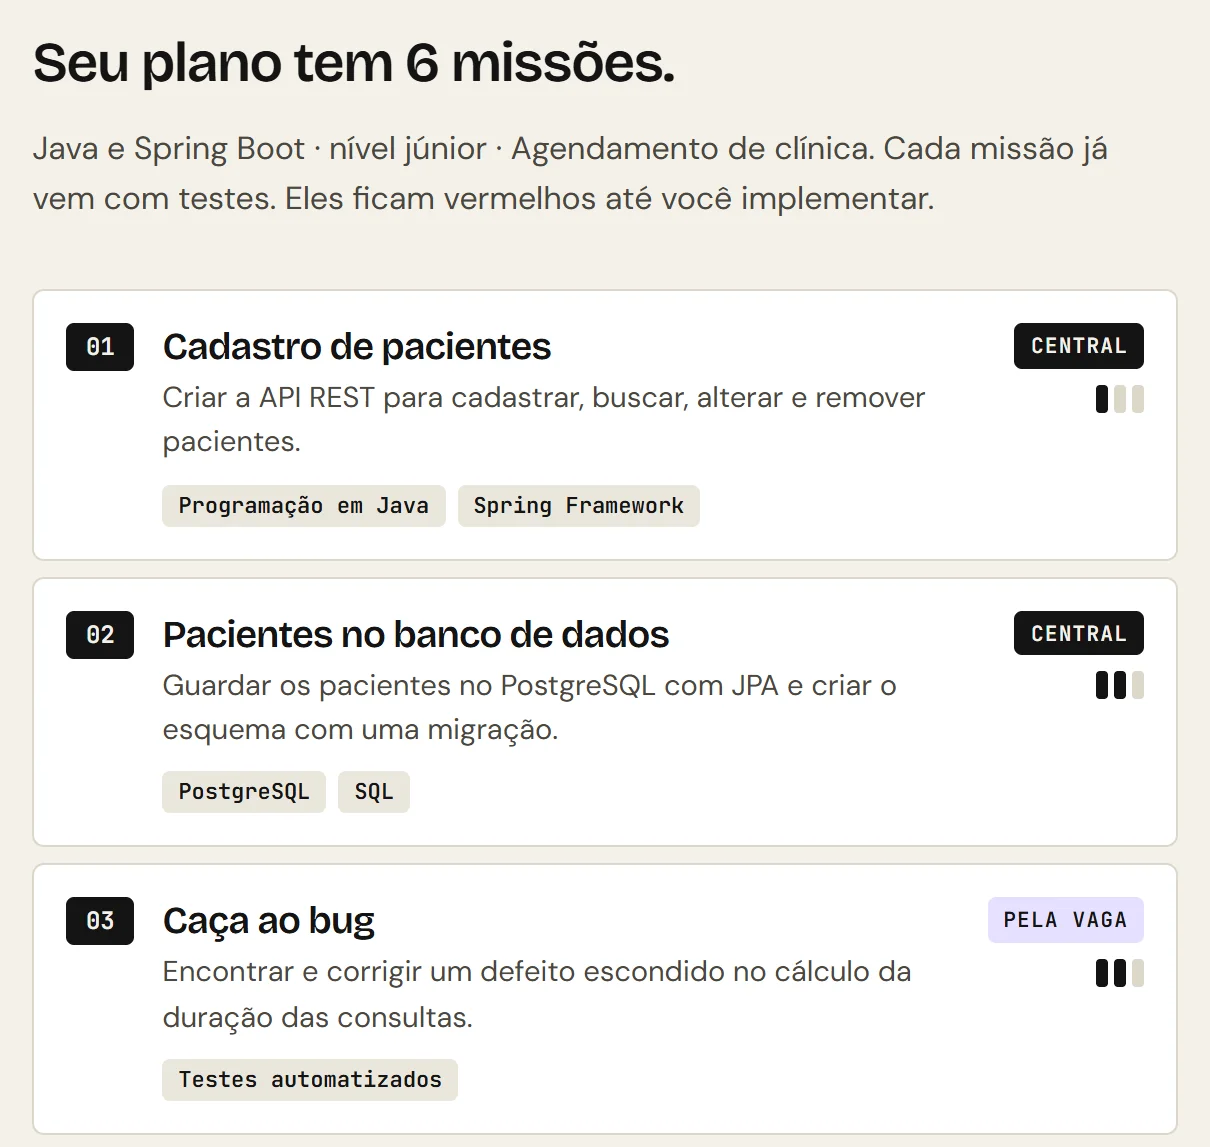 Seu plano tem 6 missões.
Java e Spring Boot · nível júnior · Agendamento de clínica. Cada missão já
vem com testes. Eles ficam vermelhos até você implementar.
01
Cadastro de pacientes
CENTRAL
Criar a API REST para cadastrar, buscar, alterar e remover
pacientes.
Programação em Java
Spring Framework
02
Pacientes no banco de dados
CENTRAL
Guardar os pacientes no PostgreSQL com JPA e criar o
esquema com uma migração.
PostgreSQL
SQL
03
Caça ao bug
PELA VAGA
Encontrar e corrigir um defeito escondido no cálculo da
duração das consultas.
Testes automatizados